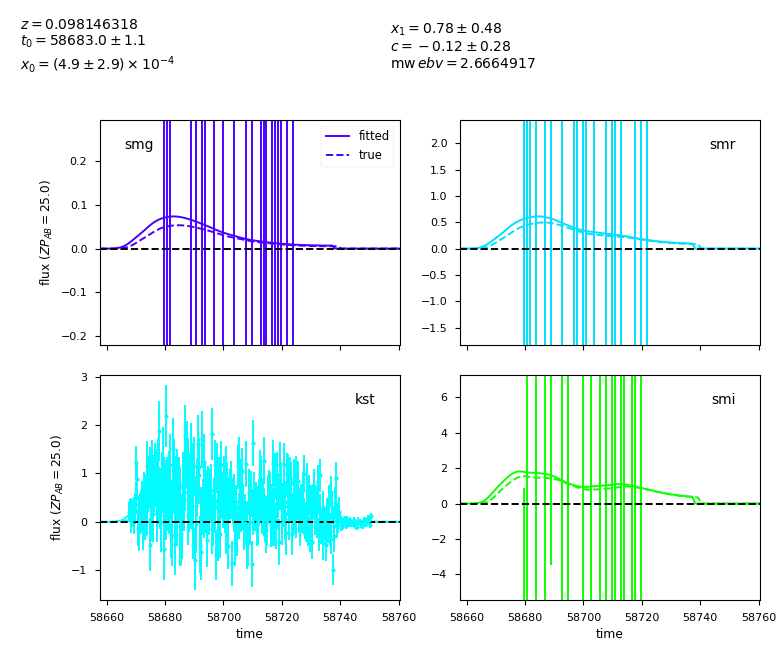 z = 0.098146318
t₀ = 58683.0 ± 1.1
x₀ = (4.9 ± 2.9) × 10⁻⁴
x₁ = 0.78 ± 0.48
c = −0.12 ± 0.28
mw ebv = 2.6664917
smg
fitted
true
0.2
0.1
0.0
−0.1
−0.2
flux (ZP_AB = 25.0)
smr
2.0
1.5
1.0
0.5
0.0
−0.5
−1.0
−1.5
kst
3
2
1
0
−1
flux (ZP_AB = 25.0)
58660 58680 58700 58720 58740 58760
time
smi
6
4
2
0
−2
−4
58660 58680 58700 58720 58740 58760
time